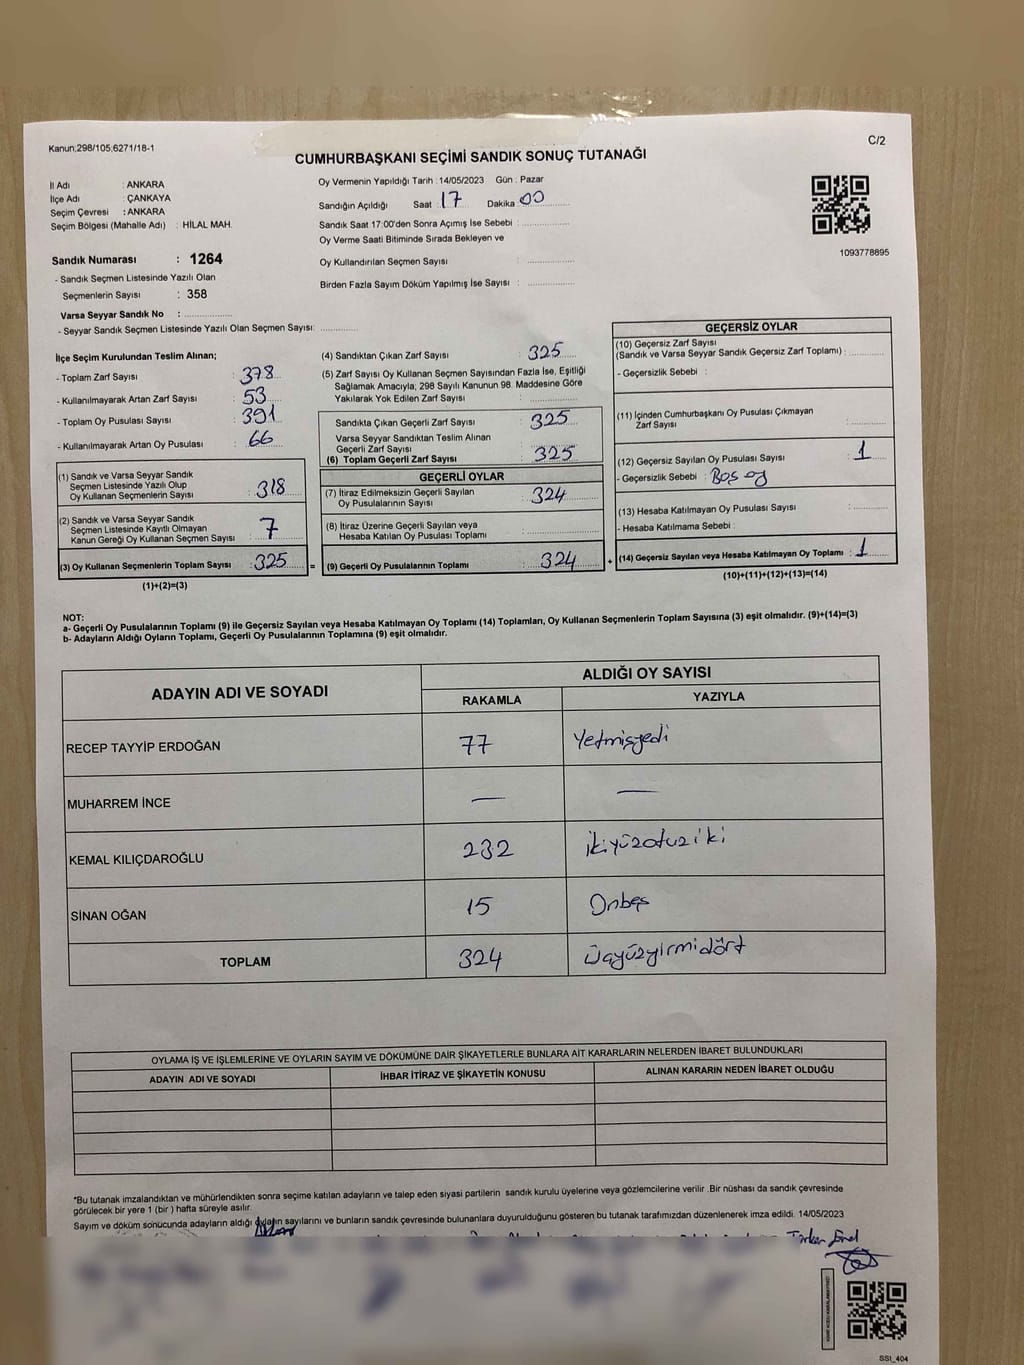 Kanun;298/105;6271/18-1
C/2
CUMHURBAŞKANI SEÇİMİ SANDIK SONUÇ TUTANAĞI
İl Adı : ANKARA
İlçe Adı : ÇANKAYA
Seçim Çevresi : ANKARA
Seçim Bölgesi (Mahalle Adı) : HİLAL MAH.
Sandık Numarası : 1264
- Sandık Seçmen Listesinde Yazılı Olan
Seçmenlerin Sayısı : 358
Varsa Seyyar Sandık No :
- Seyyar Sandık Seçmen Listesinde Yazılı Olan Seçmen Sayısı:
Oy Vermenin Yapıldığı Tarih : 14/05/2023 Gün : Pazar
Sandığın Açıldığı Saat : 17 Dakika : 00
Sandık Saat 17:00'den Sonra Açımış İse Sebebi :
Oy Verme Saati Bitiminde Sırada Bekleyen ve
Oy Kullandırılan Seçmen Sayısı :
Birden Fazla Sayım Döküm Yapılmış İse Sayısı :
1093778895
İlçe Seçim Kurulundan Teslim Alınan;
- Toplam Zarf Sayısı : 378
- Kullanılmayarak Artan Zarf Sayısı : 53
- Toplam Oy Pusulası Sayısı : 391
- Kullanılmayarak Artan Oy Pusulası : 66
(1) Sandık ve Varsa Seyyar Sandık
Seçmen Listesinde Yazılı Olup
Oy Kullanan Seçmenlerin Sayısı : 318
(2) Sandık ve Varsa Seyyar Sandık
Seçmen Listesinde Kayıtlı Olmayan
Kanun Gereği Oy Kullanan Seçmen Sayısı : 7
(3) Oy Kullanan Seçmenlerin Toplam Sayısı : 325
(1)+(2)=(3)
(4) Sandıktan Çıkan Zarf Sayısı : 325
(5) Zarf Sayısı Oy Kullanan Seçmen Sayısından Fazla İse, Eşitliği
Sağlamak Amacıyla; 298 Sayılı Kanunun 98. Maddesine Göre
Yakılarak Yok Edilen Zarf Sayısı :
Sandıkta Çıkan Geçerli Zarf Sayısı : 325
Varsa Seyyar Sandıktan Teslim Alınan
Geçerli Zarf Sayısı :
(6) Toplam Geçerli Zarf Sayısı : 325
GEÇERLİ OYLAR
(7) İtiraz Edilmeksizin Geçerli Sayılan
Oy Pusulalarının Sayısı : 324
(8) İtiraz Üzerine Geçerli Sayılan veya
Hesaba Katılan Oy Pusulası Toplamı :
= (9) Geçerli Oy Pusulalarının Toplamı : 324 +
GEÇERSİZ OYLAR
(10) Geçersiz Zarf Sayısı
(Sandık ve Varsa Seyyar Sandık Geçersiz Zarf Toplamı) :
- Geçersizlik Sebebi :
(11) İçinden Cumhurbaşkanı Oy Pusulası Çıkmayan
Zarf Sayısı :
(12) Geçersiz Sayılan Oy Pusulası Sayısı : 1
- Geçersizlik Sebebi : Boş oy
(13) Hesaba Katılmayan Oy Pusulası Sayısı :
- Hesaba Katılmama Sebebi :
(14) Geçersiz Sayılan veya Hesaba Katılmayan Oy Toplamı : 1
(10)+(11)+(12)+(13)=(14)
NOT:
a- Geçerli Oy Pusulalarının Toplamı (9) ile Geçersiz Sayılan veya Hesaba Katılmayan Oy Toplamı (14) Toplamları, Oy Kullanan Seçmenlerin Toplam Sayısına (3) eşit olmalıdır. (9)+(14)=(3)
b- Adayların Aldığı Oyların Toplamı, Geçerli Oy Pusulalarının Toplamına (9) eşit olmalıdır.
ADAYIN ADI VE SOYADI
ALDIĞI OY SAYISI
RAKAMLA YAZIYLA
RECEP TAYYİP ERDOĞAN 77 Yetmişyedi
MUHARREM İNCE — —
KEMAL KILIÇDAROĞLU 232 ikiyüzotuziki
SİNAN OĞAN 15 Onbeş
TOPLAM 324 üçyüzyirmidört
OYLAMA İŞ VE İŞLEMLERİNE VE OYLARIN SAYIM VE DÖKÜMÜNE DAİR ŞİKAYETLERLE BUNLARA AİT KARARLARIN NELERDEN İBARET BULUNDUKLARI
ADAYIN ADI VE SOYADI İHBAR İTİRAZ VE ŞİKAYETİN KONUSU ALINAN KARARIN NEDEN İBARET OLDUĞU
*Bu tutanak imzalandıktan ve mühürlendikten sonra seçime katılan adayların ve talep eden siyasi partilerin sandık kurulu üyelerine veya gözlemcilerine verilir .Bir nüshası da sandık çevresinde
görülecek bir yere 1 (bir ) hafta süreyle asılır.
Sayım ve döküm sonucunda adayların aldığı oyların sayılarını ve bunların sandık çevresinde bulunanlara duyurulduğunu gösteren bu tutanak tarafımızdan düzenlenerek imza edildi. 14/05/2023
SSI_404